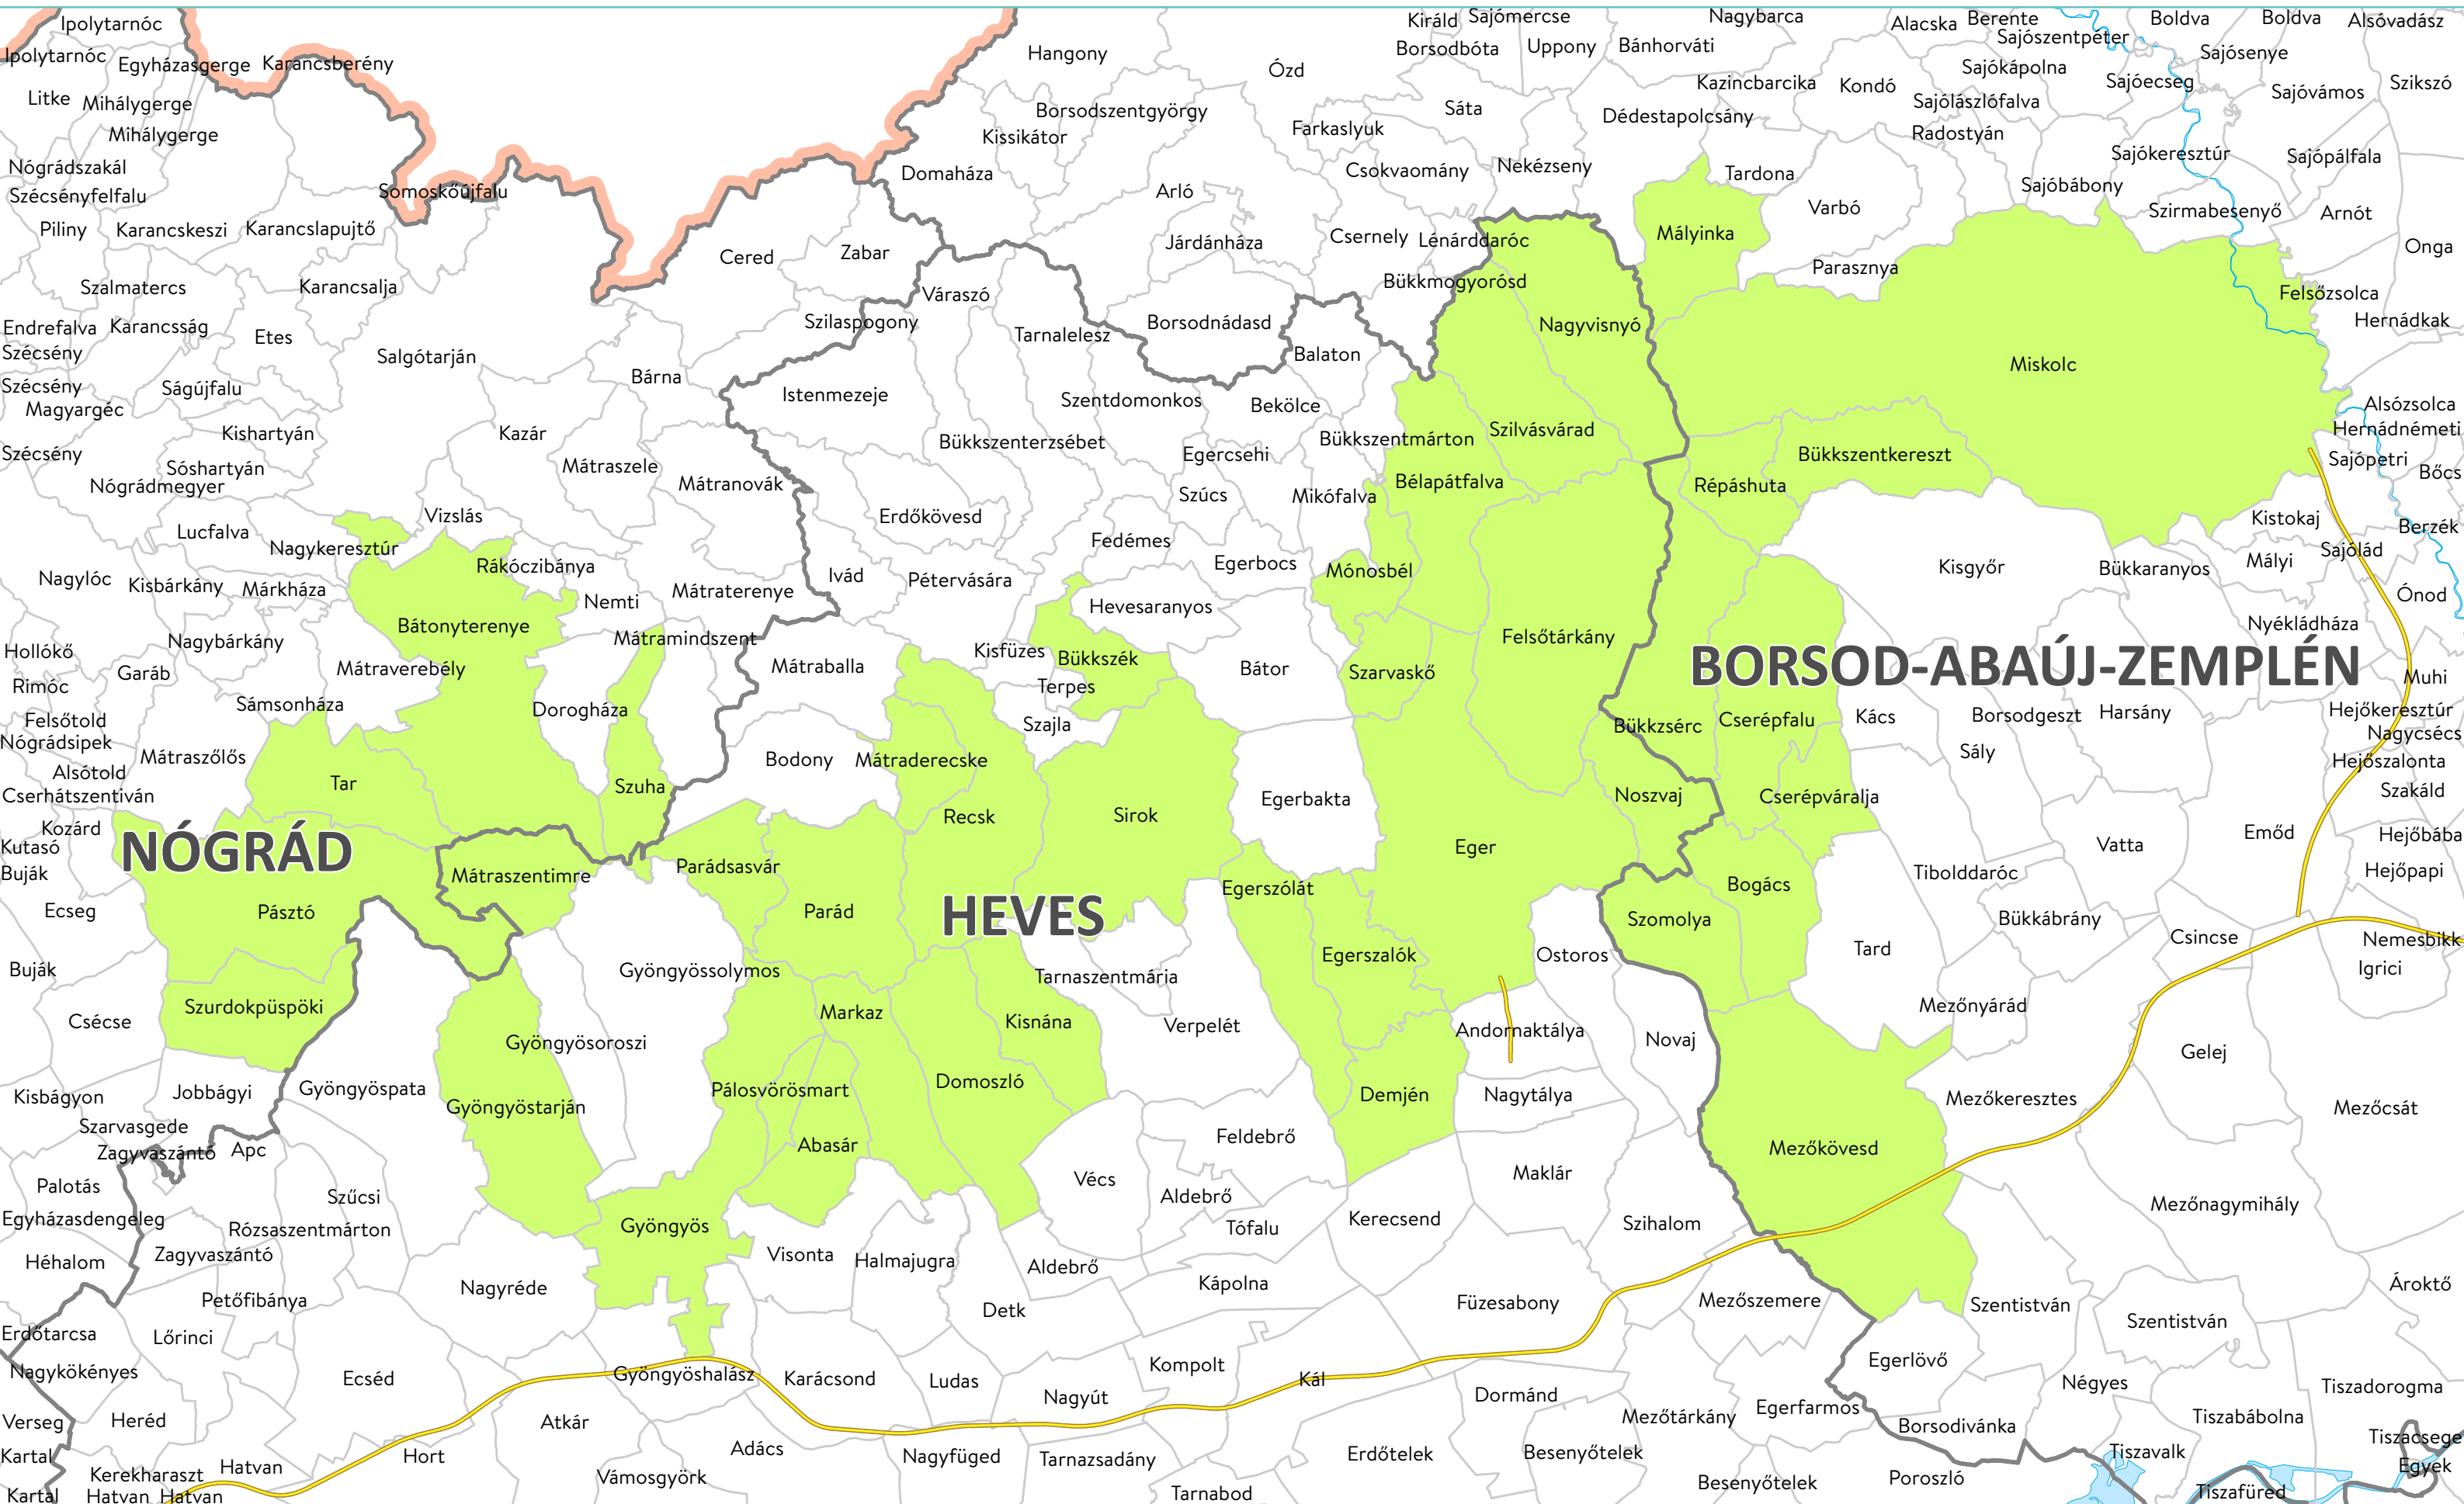 Ipolytarnóc
Királd
Sajómercse
Nagybarca
Alacska
Berente
Boldva
Boldva
Alsóvadász
Ipolytarnóc
Egyházasgerge
Karancsberény
Hangony
Ózd
Borsodbóta
Uppony
Bánhorváti
Sajószentpéter
Sajósenye
Litke
Mihálygerge
Mihálygerge
Borsodszentgyörgy
Kissikátor
Farkaslyuk
Sáta
Dédestapolcsány
Kazincbarcika
Kondó
Sajókápolna
Sajólászlófalva
Radostyán
Sajóecseg
Sajóvámos
Szikszó
Nógrádszakál
Szécsényfelfalu
Somoskőújfalu
Domaháza
Arló
Csokvaomány
Nekézseny
Tardona
Varbó
Sajókeresztúr
Sajóbábony
Sajópálfala
Piliny
Karancskeszi
Karancslapujtő
Cered
Zabar
Járdánháza
Csernely
Lénárddaróc
Mályinka
Szirmabesenyő
Arnót
Onga
Szalmatercs
Karancsalja
Váraszó
Bükkmogyorósd
Parasznya
Felsőzsolca
Endrefalva
Karancsság
Etes
Szilaspogony
Tarnalelesz
Borsodnádasd
Nagyvisnyó
Hernádkak
Szécsény
Salgótarján
Balaton
Miskolc
Szécsény
Ságújfalu
Bárna
Istenmezeje
Szentdomonkos
Bekölce
Magyargéc
Alsózsolca
Kishartyán
Kazár
Bükkszenterzsébet
Bükkszentmárton
Szilvásvárad
Hernádnémeti
Szécsény
Sóshartyán
Mátraszele
Egercsehi
Bükkszentkereszt
Sajópetri
Bőcs
Nógrádmegyer
Mátranovák
Szúcs
Mikófalva
Bélapátfalva
Répáshuta
Lucfalva
Vizslás
Erdőkövesd
Kistokaj
Berzék
Nagykeresztúr
Fedémes
Egerbocs
Mónosbél
Kisgyőr
Bükkaranyos
Mályi
Sajólád
Nagylóc
Kisbárkány
Márkháza
Rákóczibánya
Nemti
Mátraterenye
Ivád
Pétervására
Hevesaranyos
Ónod
Bátonyterenye
Mátramindszent
Felsőtárkány
Nyékládháza
Hollókő
Nagybárkány
Kisfüzes
Bükkszék
Bátor
Szarvaskő
BORSOD-ABAÚJ-ZEMPLÉN
Rimóc
Garáb
Mátraverebély
Mátraballa
Terpes
Muhi
Sámsonháza
Dorogháza
Szajla
Felsőtold
Nógrádsipek
Bükkzsérc
Cserépfalu
Kács
Borsodgeszt
Harsány
Hejőkeresztúr
Nagycsécs
Mátraszőlős
Bodony
Mátraderecske
Sály
Hejőszalonta
Alsótold
Cserhátszentiván
Tar
Szuha
Recsk
Sirok
Egerbakta
Noszvaj
Cserépváralja
Szakáld
Kozárd
Kutasó
NÓGRÁD
Eger
Vatta
Emőd
Hejőbába
Buják
Mátraszentimre
Parádsasvár
Egerszólát
Bogács
Tibolddaróc
Hejőpapi
Ecseg
Pásztó
Parád
HEVES
Szomolya
Bükkábrány
Csincse
Nemesbikk
Buják
Gyöngyössolymos
Tarnaszentmária
Egerszalók
Ostoros
Tard
Igrici
Szurdokpüspöki
Markaz
Kisnána
Verpelét
Mezőnyárád
Csécse
Gyöngyösoroszi
Andornaktálya
Novaj
Gelej
Kisbágyon
Jobbágyi
Gyöngyöspata
Gyöngyöstarján
Pálosvörösmart
Domoszló
Demjén
Nagytálya
Mezőkeresztes
Mezőcsát
Szarvasgede
Zagyvaszántó
Apc
Abasár
Feldebrő
Mezőkövesd
Palotás
Szűcsi
Vécs
Aldebrő
Maklár
Mezőnagymihály
Egyházasdengeleg
Rózsaszentmárton
Gyöngyös
Tófalu
Kerecsend
Szihalom
Héhalom
Zagyvaszántó
Visonta
Halmajugra
Aldebrő
Kápolna
Ároktő
Petőfibánya
Nagyréde
Detk
Füzesabony
Mezőszemere
Szentistván
Szentistván
Erdőtarcsa
Lőrinci
Nagykökényes
Ecséd
Gyöngyöshalász
Karácsond
Ludas
Nagyút
Kompolt
Kál
Dormánd
Egerlövő
Négyes
Tiszadorogma
Verseg
Heréd
Atkár
Mezőtárkány
Egerfarmos
Borsodivánka
Tiszabábolna
Kartal
Kerekharaszt
Hatvan
Hort
Vámosgyörk
Adács
Nagyfüged
Tarnazsadány
Erdőtelek
Besenyőtelek
Besenyőtelek
Poroszló
Tiszavalk
Tiszacsege
Egyek
Kartal
Hatvan
Hatvan
Tarnabod
Tiszafüred